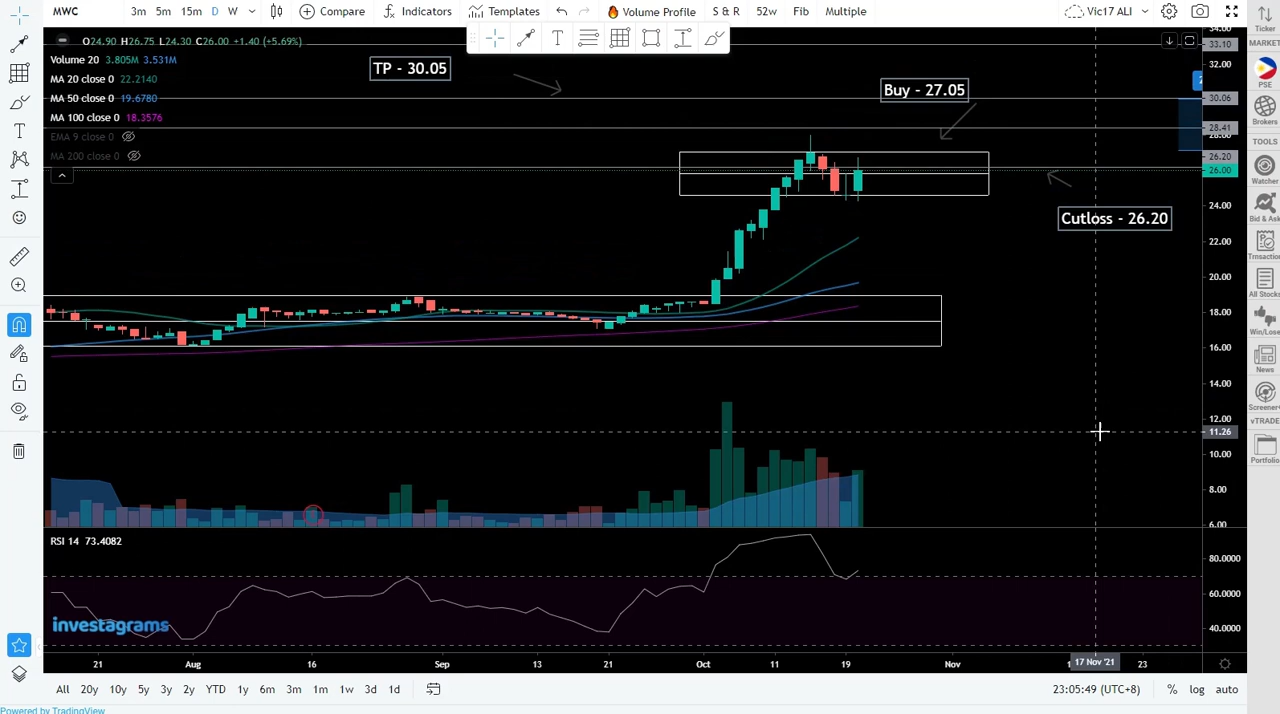 MWC 3m 5m 15m D W Compare Indicators Templates Volume Profile S & R 52w Fib Multiple Vic17 ALI
O24.90 H26.75 L24.30 C26.00 +1.40 (+5.69%)
Volume 20 3.805M 3.531M
MA 20 close 0 22.2140
MA 50 close 0 19.6780
MA 100 close 0 18.3576
EMA 9 close 0
MA 200 close 0
T
TP - 30.05
Buy - 27.05
Cutloss - 26.20
34.00
33.10
32.00
30.06
28.41
28.00
26.20
26.00
24.00
22.00
20.00
18.00
16.00
14.00
12.00
11.26
10.00
8.00
6.00
RSI 14 73.4082
80.0000
60.0000
40.0000
investagrams
21 Aug 16 Sep 13 21 Oct 11 19 Nov 17 Nov '21 23
All 20y 10y 5y 3y 2y YTD 1y 6m 3m 1m 1w 3d 1d
23:05:49 (UTC+8) % log auto
Powered by TradingView
Ticker
MARKET
PSE
Brokers
TOOLS
Watcher
Bid & Ask
Trnsaction
All Stocks
Win/Lose
News
Screener
vTRADE
Portfolio